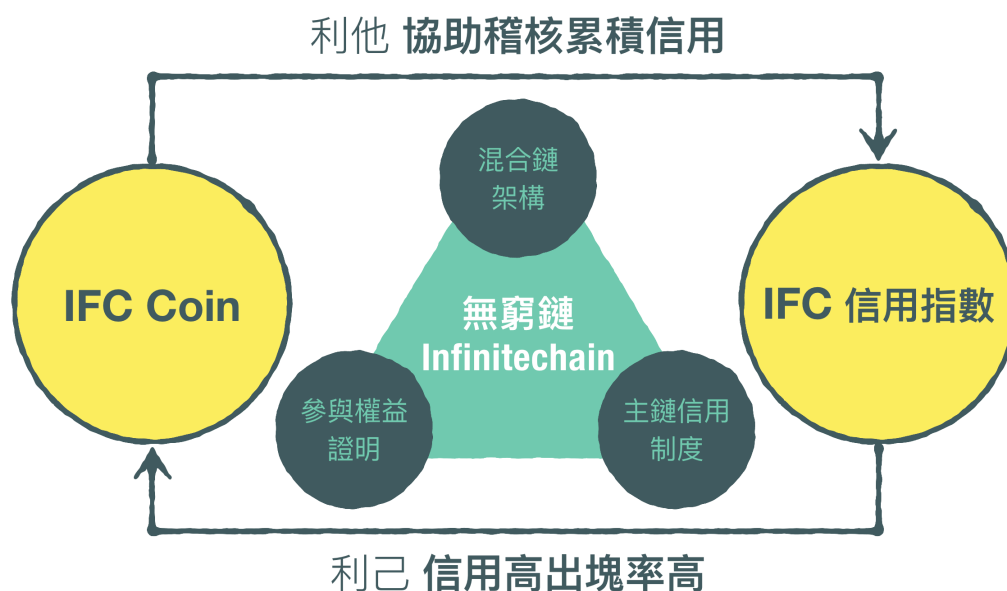 利他 協助稽核累積信用
混合鏈
架構
IFC Coin
無窮鏈
Infinitechain
IFC 信用指數
參與權益
證明
主鏈信用
制度
利己 信用高出塊率高